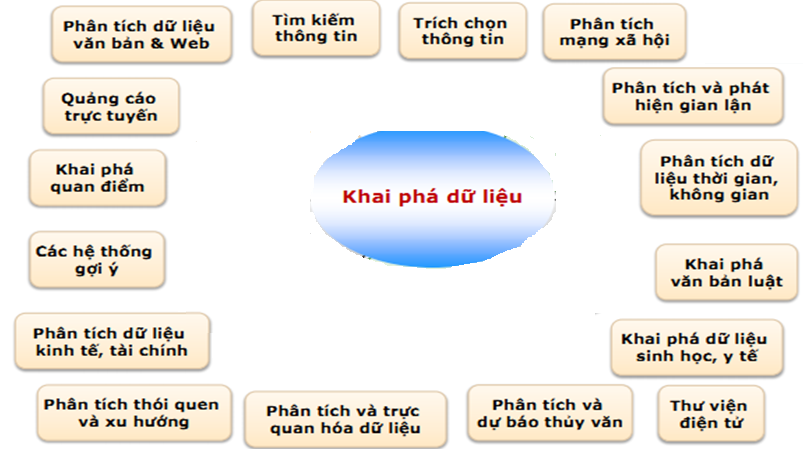 Phân tích dữ liệu
văn bản & Web
Tìm kiếm
thông tin
Trích chọn
thông tin
Phân tích
mạng xã hội
Quảng cáo
trực tuyến
Phân tích và phát
hiện gian lận
Khai phá
quan điểm
Khai phá dữ liệu
Phân tích dữ
liệu thời gian,
không gian
Các hệ thống
gợi ý
Khai phá
văn bản luật
Phân tích dữ liệu
kinh tế, tài chính
Khai phá dữ liệu
sinh học, y tế
Phân tích thói quen
và xu hướng
Phân tích và trực
quan hóa dữ liệu
Phân tích và
dự báo thủy văn
Thư viện
điện tử